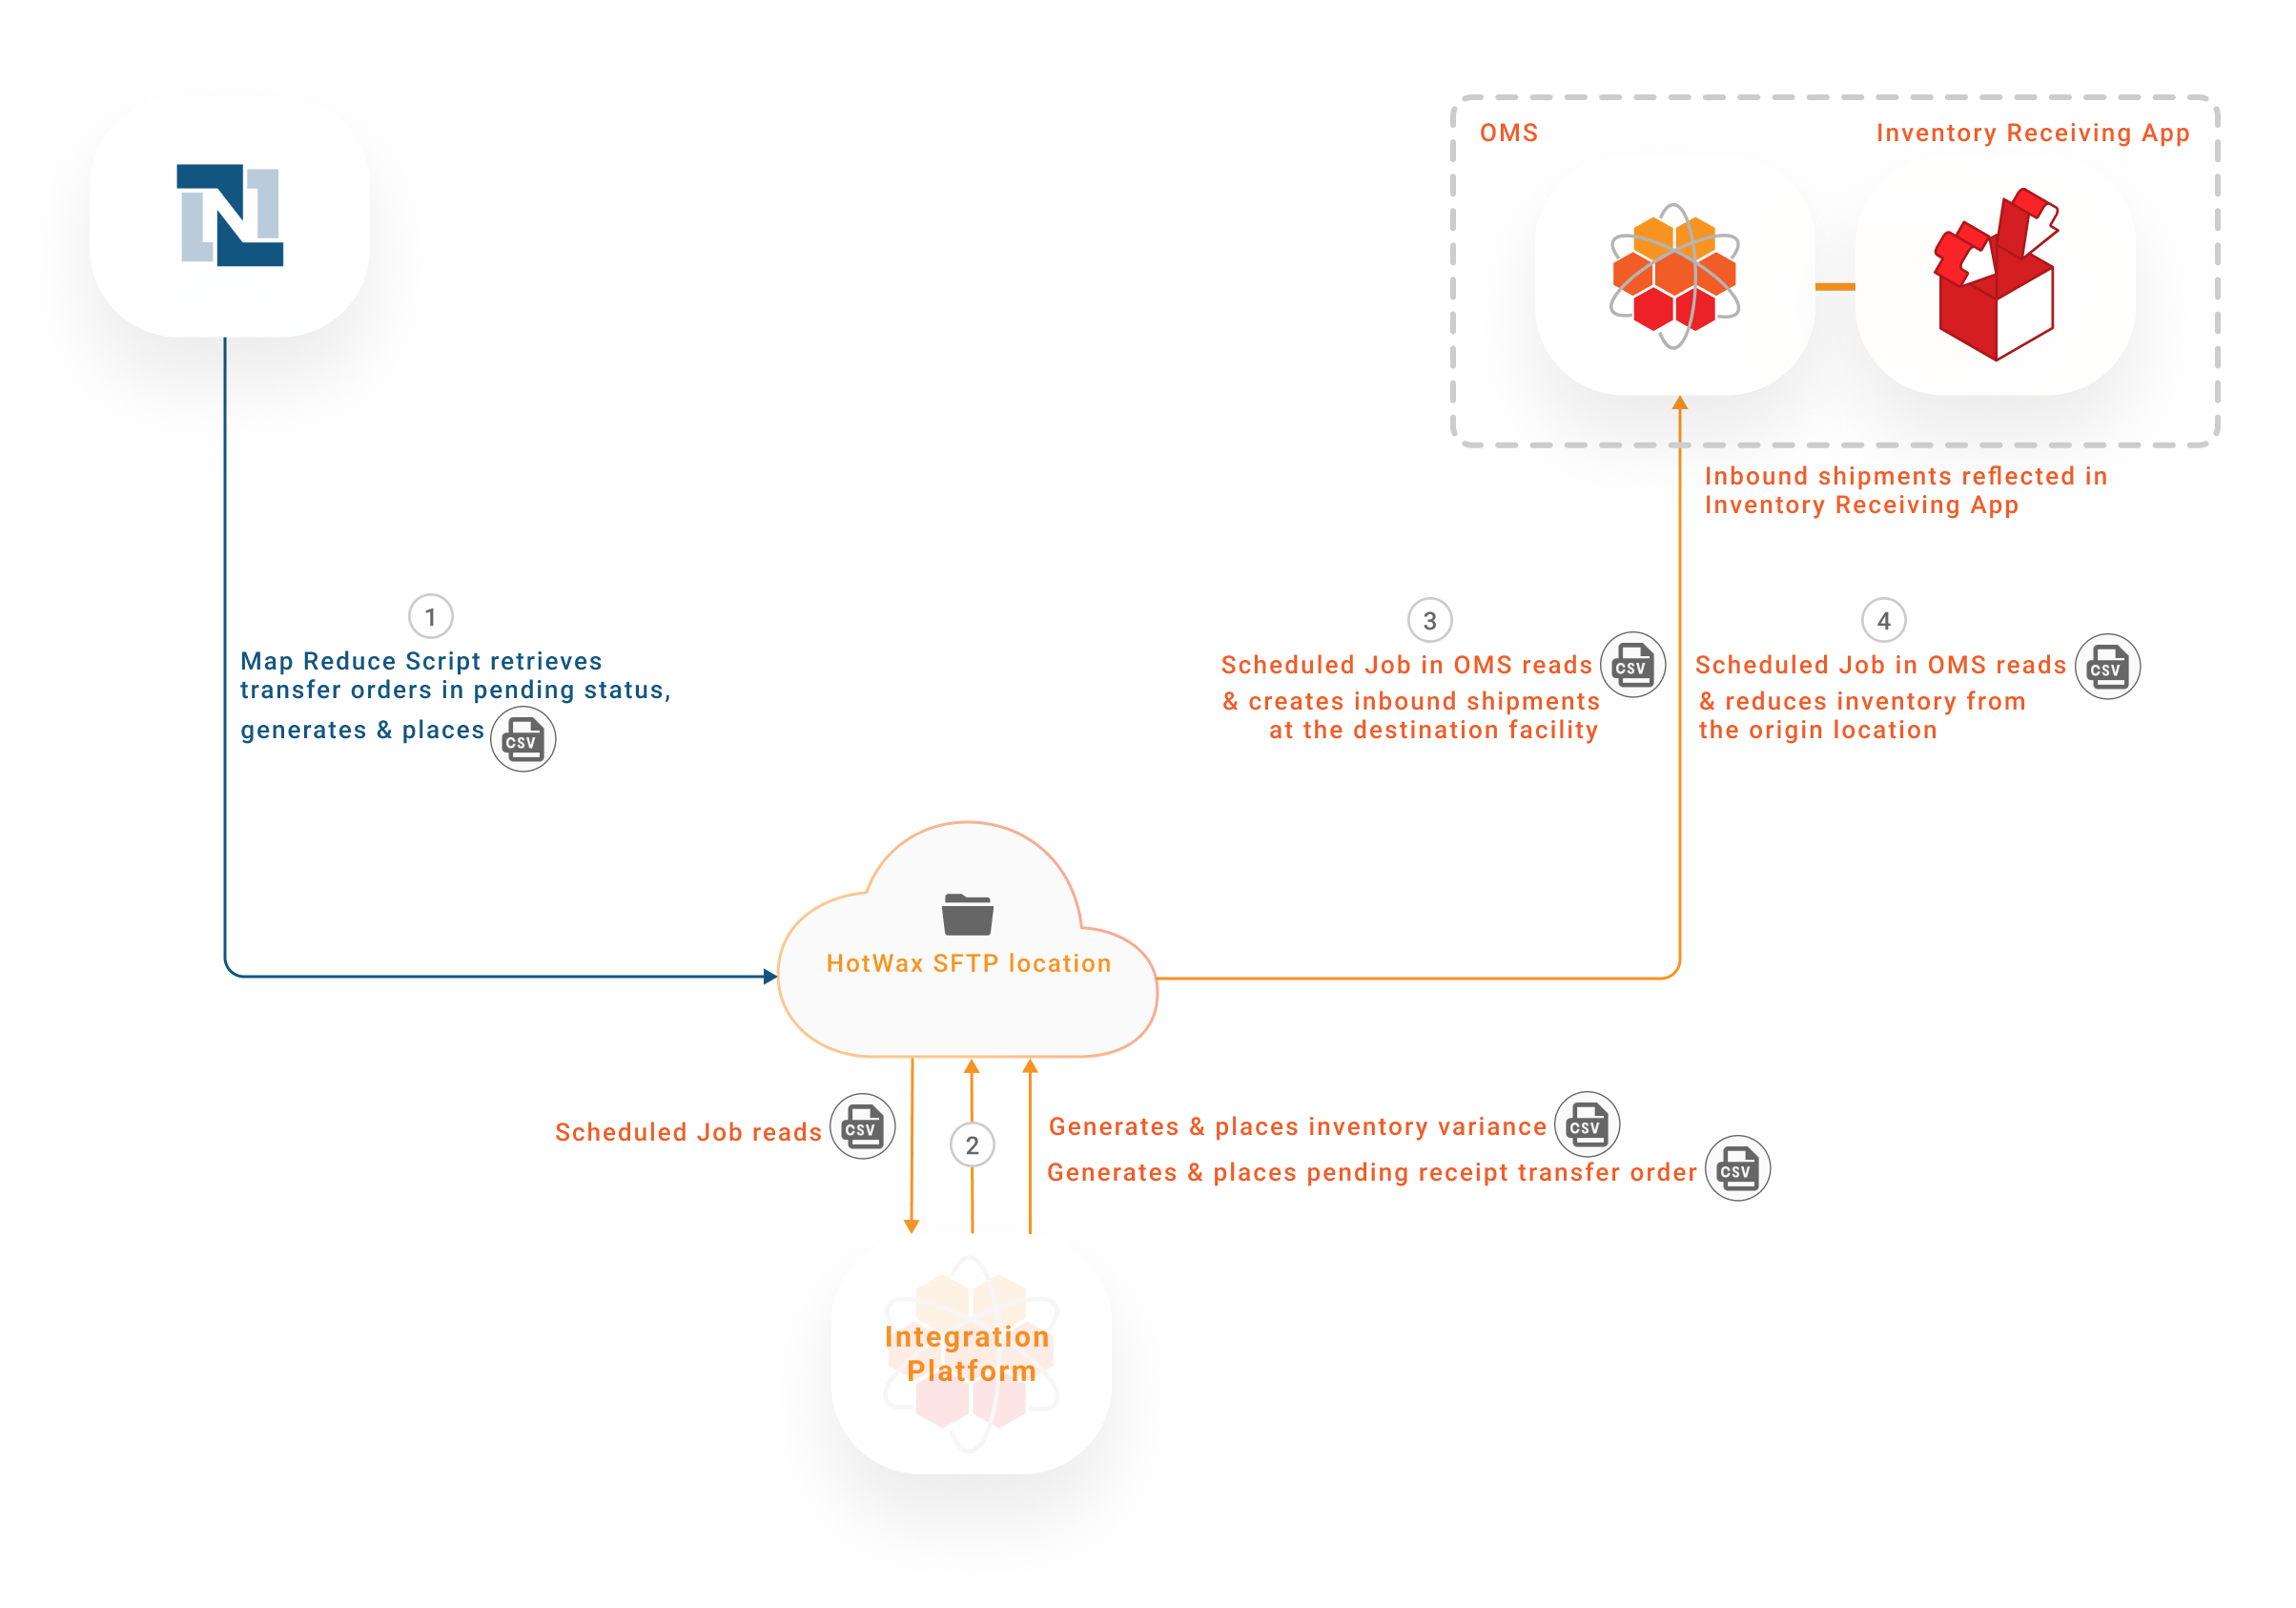 N
OMS
Inventory Receiving App
Inbound shipments reflected in
Inventory Receiving App
1
Map Reduce Script retrieves
transfer orders in pending status,
generates & places
CSV
3
Scheduled Job in OMS reads
CSV
& creates inbound shipments
at the destination facility
4
Scheduled Job in OMS reads
CSV
& reduces inventory from
the origin location
HotWax SFTP location
Scheduled Job reads
CSV
2
Generates & places inventory variance
CSV
Generates & places pending receipt transfer order
CSV
Integration
Platform